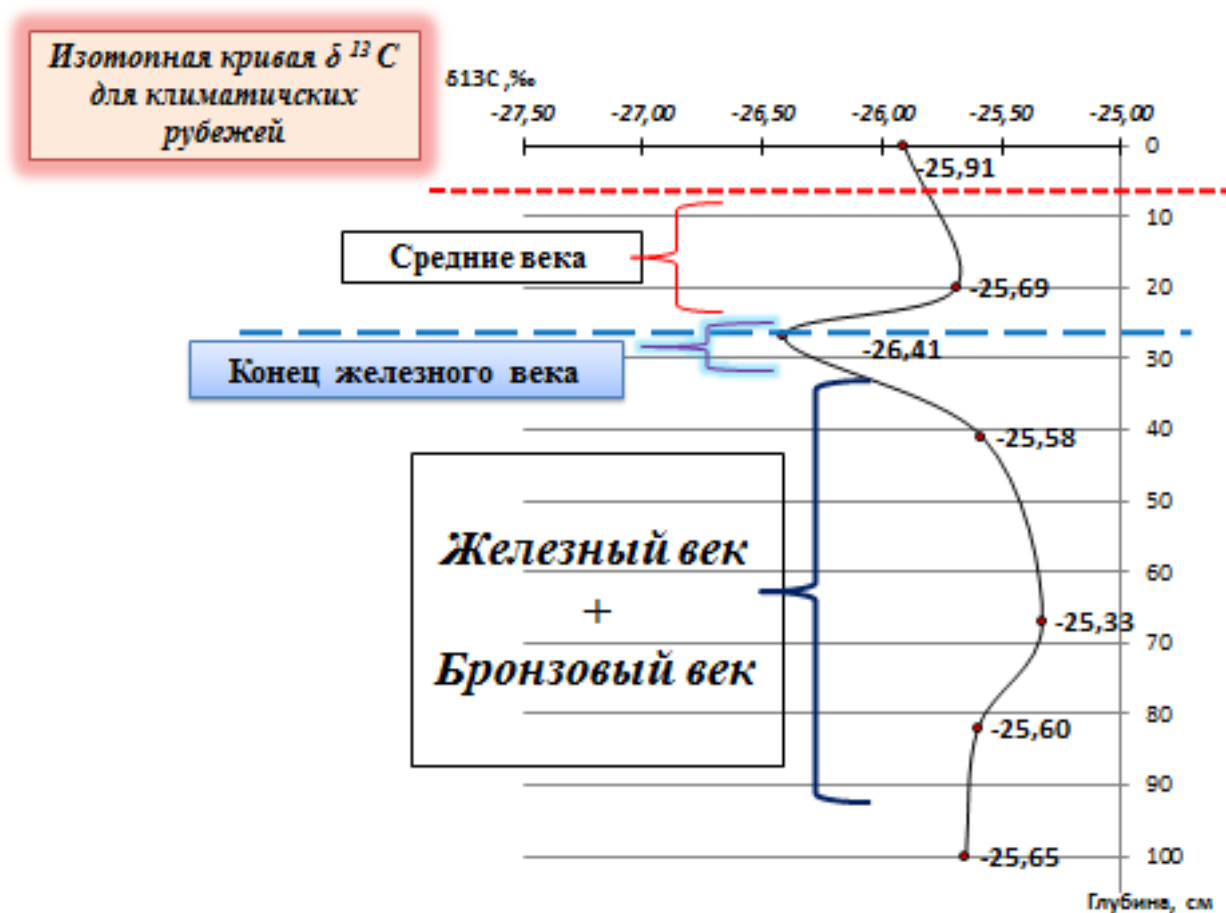 Изотопная кривая δ ¹³ С
для климатичских
рубежей
δ13C ,‰
-27,50 -27,00 -26,50 -26,00 -25,50 -25,00
0
-25,91
10
Средние века
20
-25,69
-26,41
30
Конец железного века
40
-25,58
50
Железный век
+
Бронзовый век
60
-25,33
70
80
-25,60
90
-25,65
100
Глубина, см